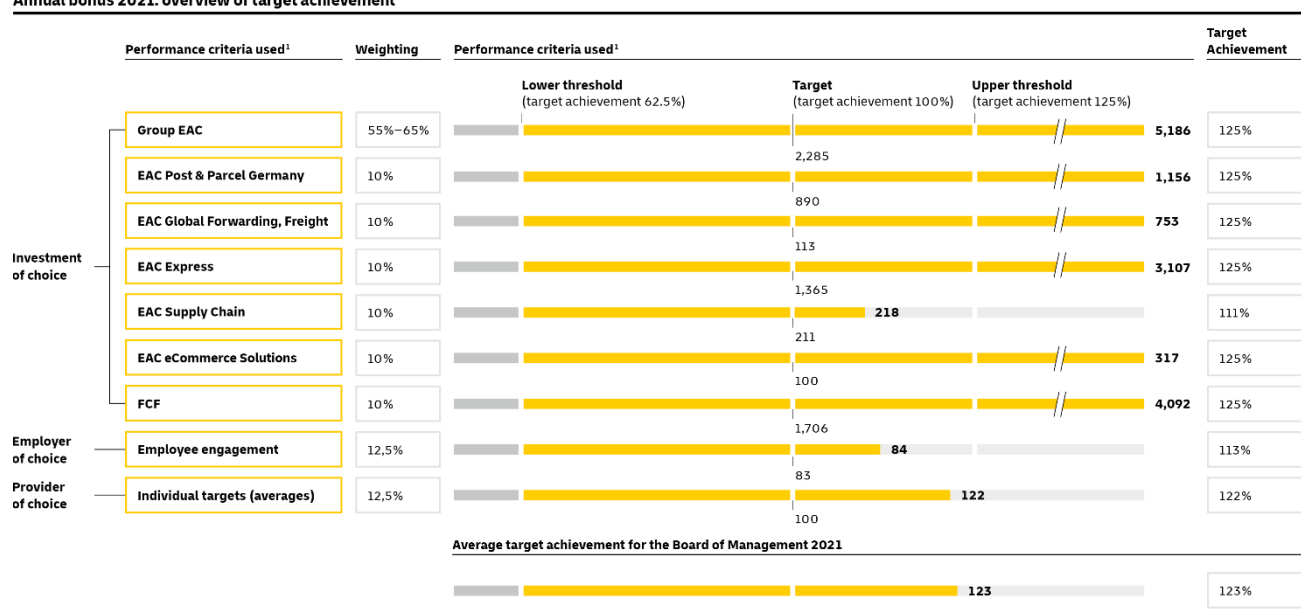 Annual bonus 2021: overview of target achievement
Target
Performance criteria used¹ Weighting Performance criteria used¹ Achievement
Lower threshold Target Upper threshold
(target achievement 62.5%) (target achievement 100%) (target achievement 125%)
Group EAC 55%–65% 5,186 125%
2,285
EAC Post & Parcel Germany 10% 1,156 125%
890
EAC Global Forwarding, Freight 10% 753 125%
113
Investment
of choice
EAC Express 10% 3,107 125%
1,365
EAC Supply Chain 10% 218 111%
211
EAC eCommerce Solutions 10% 317 125%
100
FCF 10% 4,092 125%
1,706
Employer
of choice
Employee engagement 12,5% 84 113%
83
Provider
of choice
Individual targets (averages) 12,5% 122 122%
100
Average target achievement for the Board of Management 2021
123 123%